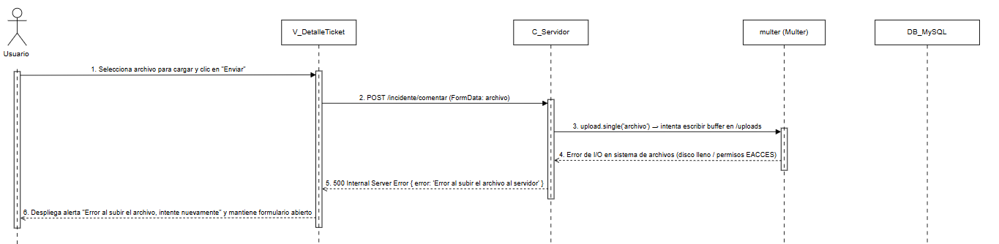 V_DetalleTicket
C_Servidor
multer (Multer)
DB_MySQL
Usuario
1. Selecciona archivo para cargar y clic en "Enviar"
2. POST /incidente/comentar (FormData: archivo)
3. upload.single('archivo') → intenta escribir buffer en /uploads
4. Error de I/O en sistema de archivos (disco lleno / permisos EACCES)
5. 500 Internal Server Error { error: 'Error al subir el archivo al servidor' }
6. Despliega alerta "Error al subir el archivo, intente nuevamente" y mantiene formulario abierto